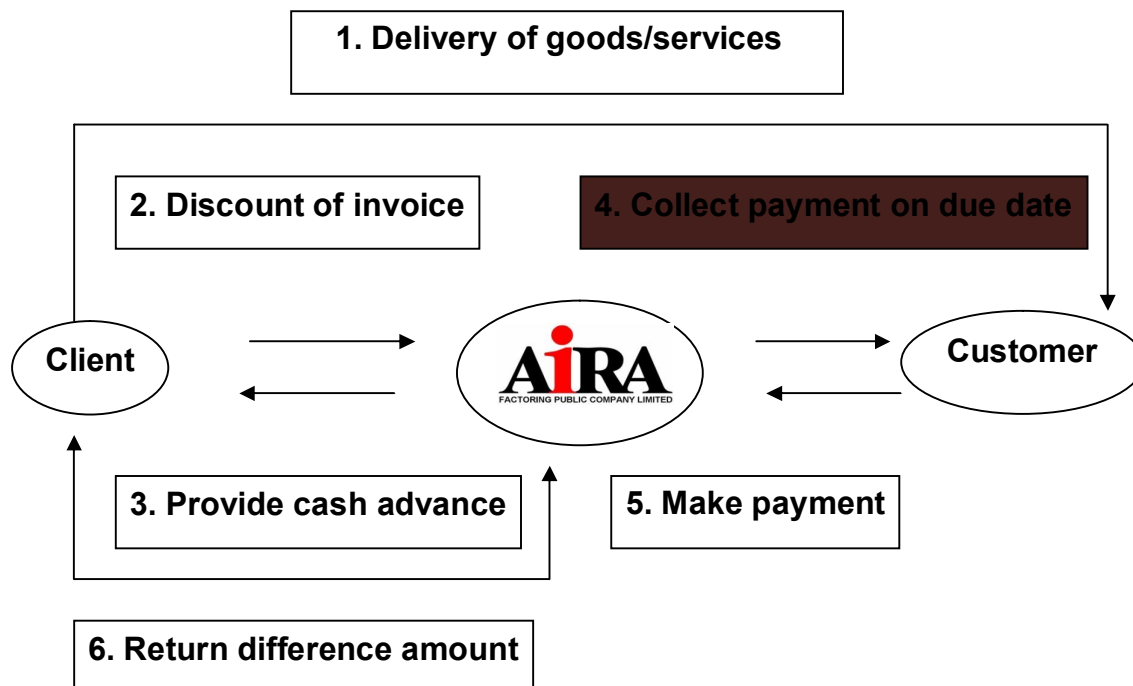 1. Delivery of goods/services
2. Discount of invoice
4. Collect payment on due date
Client
AiRA
FACTORING PUBLIC COMPANY LIMITED
Customer
3. Provide cash advance
5. Make payment
6. Return difference amount